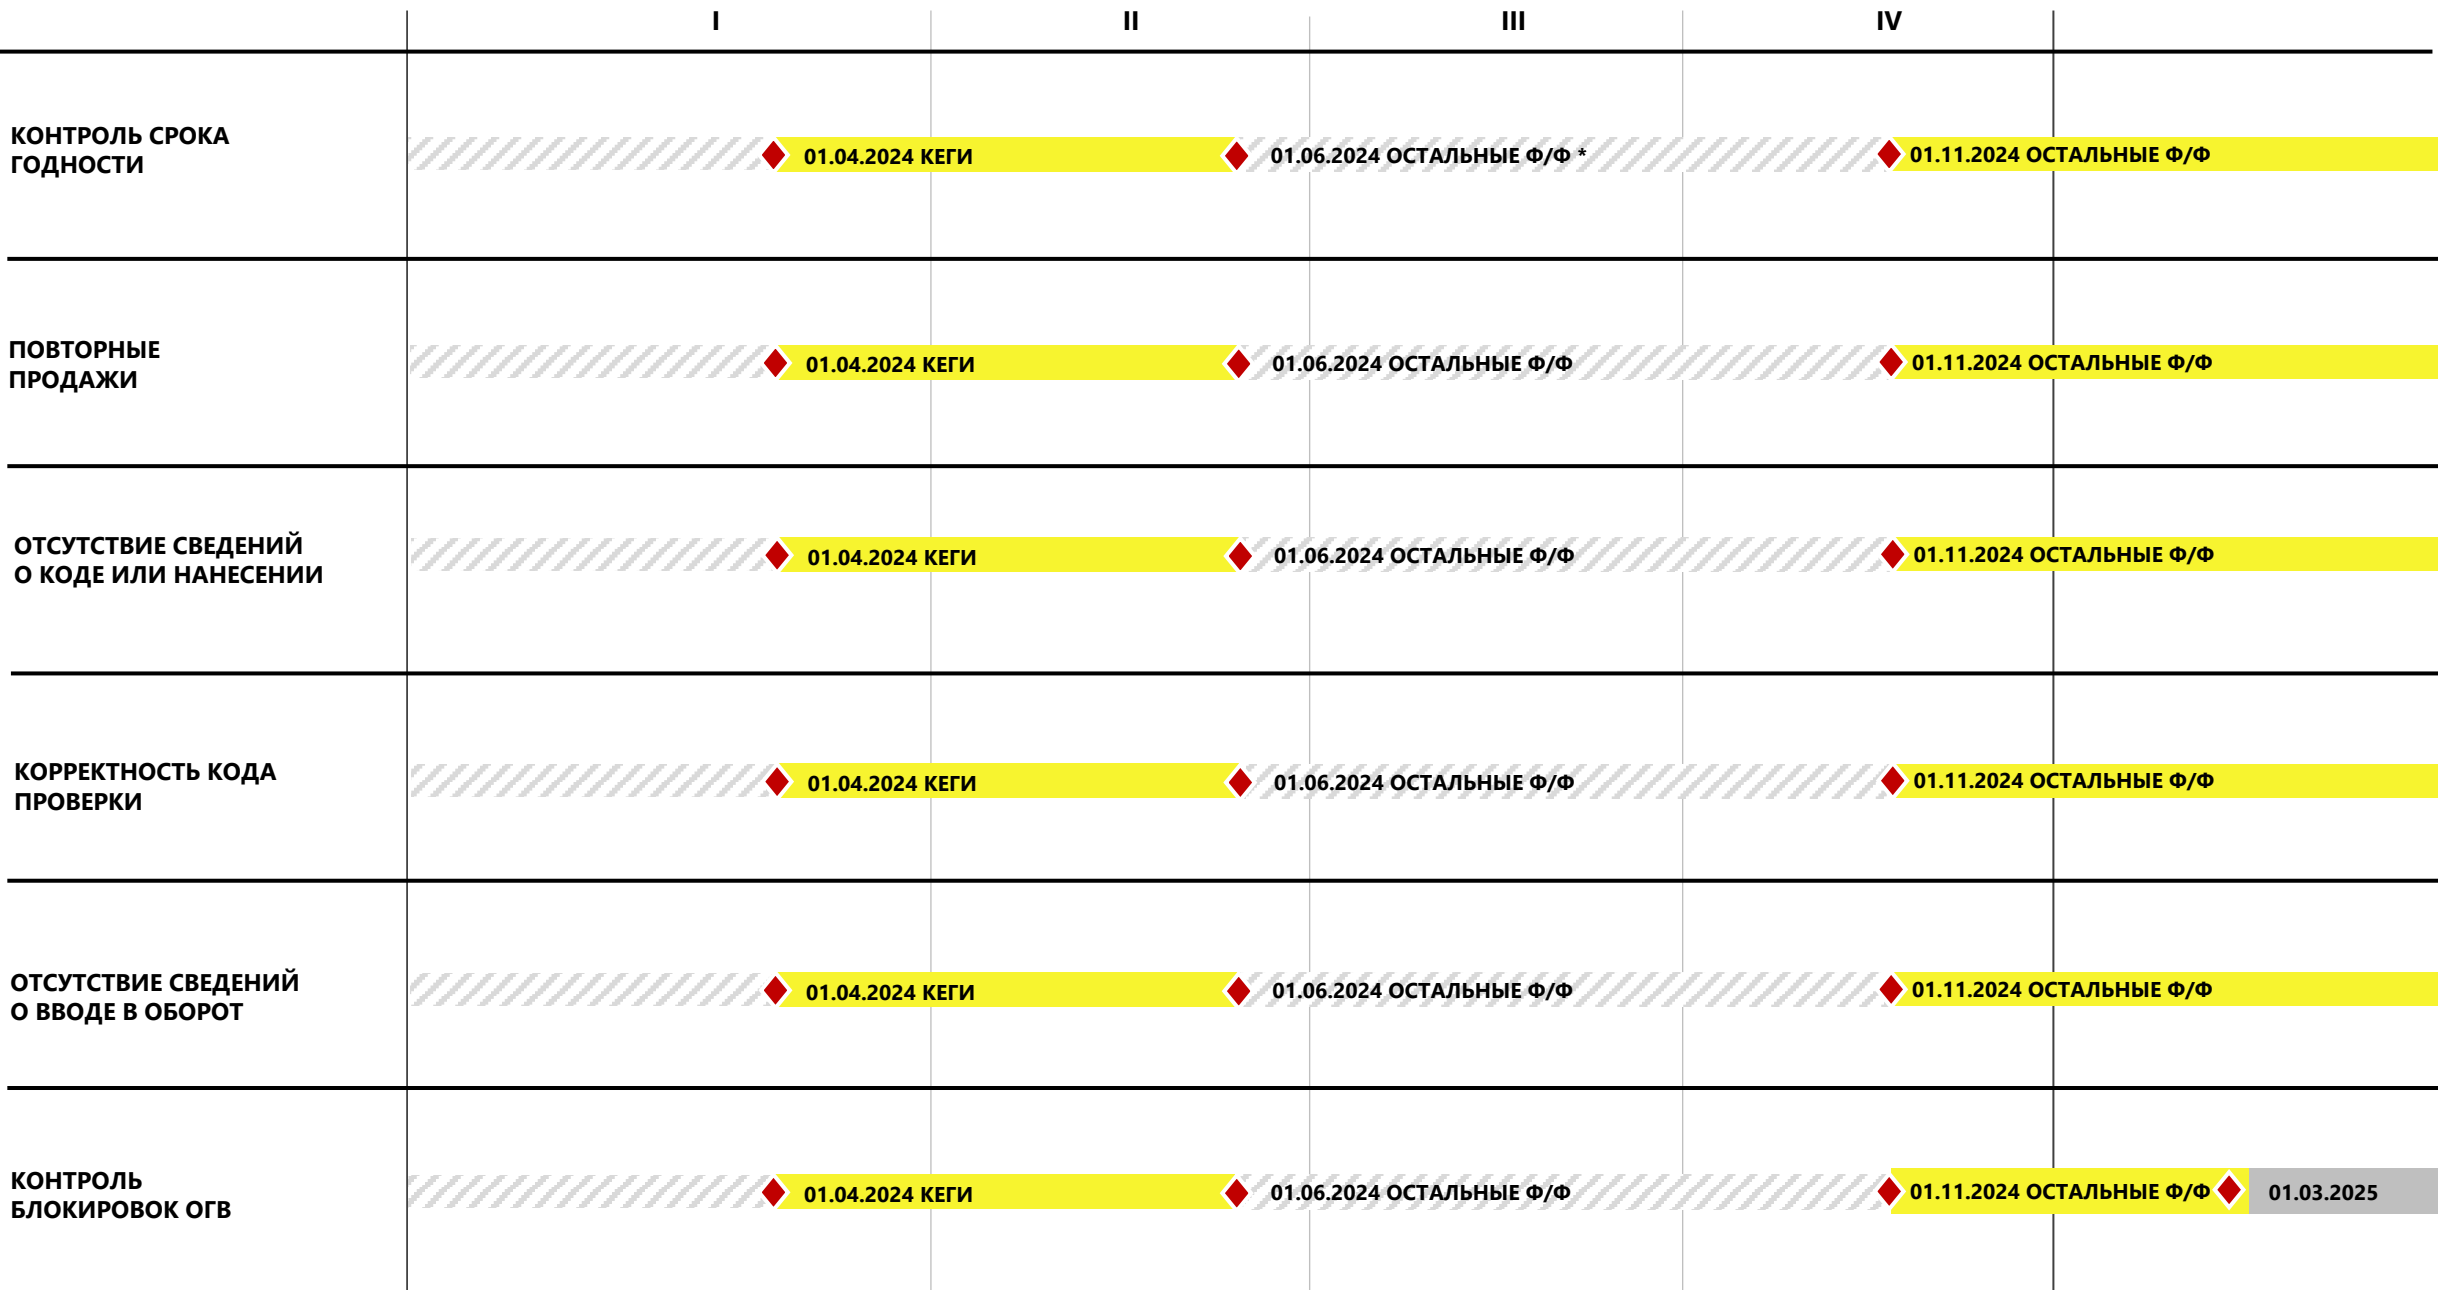 I II III IV
КОНТРОЛЬ СРОКА
ГОДНОСТИ
01.04.2024 КЕГИ
01.06.2024 ОСТАЛЬНЫЕ Ф/Ф *
01.11.2024 ОСТАЛЬНЫЕ Ф/Ф
ПОВТОРНЫЕ
ПРОДАЖИ
01.04.2024 КЕГИ
01.06.2024 ОСТАЛЬНЫЕ Ф/Ф
01.11.2024 ОСТАЛЬНЫЕ Ф/Ф
ОТСУТСТВИЕ СВЕДЕНИЙ
О КОДЕ ИЛИ НАНЕСЕНИИ
01.04.2024 КЕГИ
01.06.2024 ОСТАЛЬНЫЕ Ф/Ф
01.11.2024 ОСТАЛЬНЫЕ Ф/Ф
КОРРЕКТНОСТЬ КОДА
ПРОВЕРКИ
01.04.2024 КЕГИ
01.06.2024 ОСТАЛЬНЫЕ Ф/Ф
01.11.2024 ОСТАЛЬНЫЕ Ф/Ф
ОТСУТСТВИЕ СВЕДЕНИЙ
О ВВОДЕ В ОБОРОТ
01.04.2024 КЕГИ
01.06.2024 ОСТАЛЬНЫЕ Ф/Ф
01.11.2024 ОСТАЛЬНЫЕ Ф/Ф
КОНТРОЛЬ
БЛОКИРОВОК ОГВ
01.04.2024 КЕГИ
01.06.2024 ОСТАЛЬНЫЕ Ф/Ф
01.11.2024 ОСТАЛЬНЫЕ Ф/Ф
01.03.2025